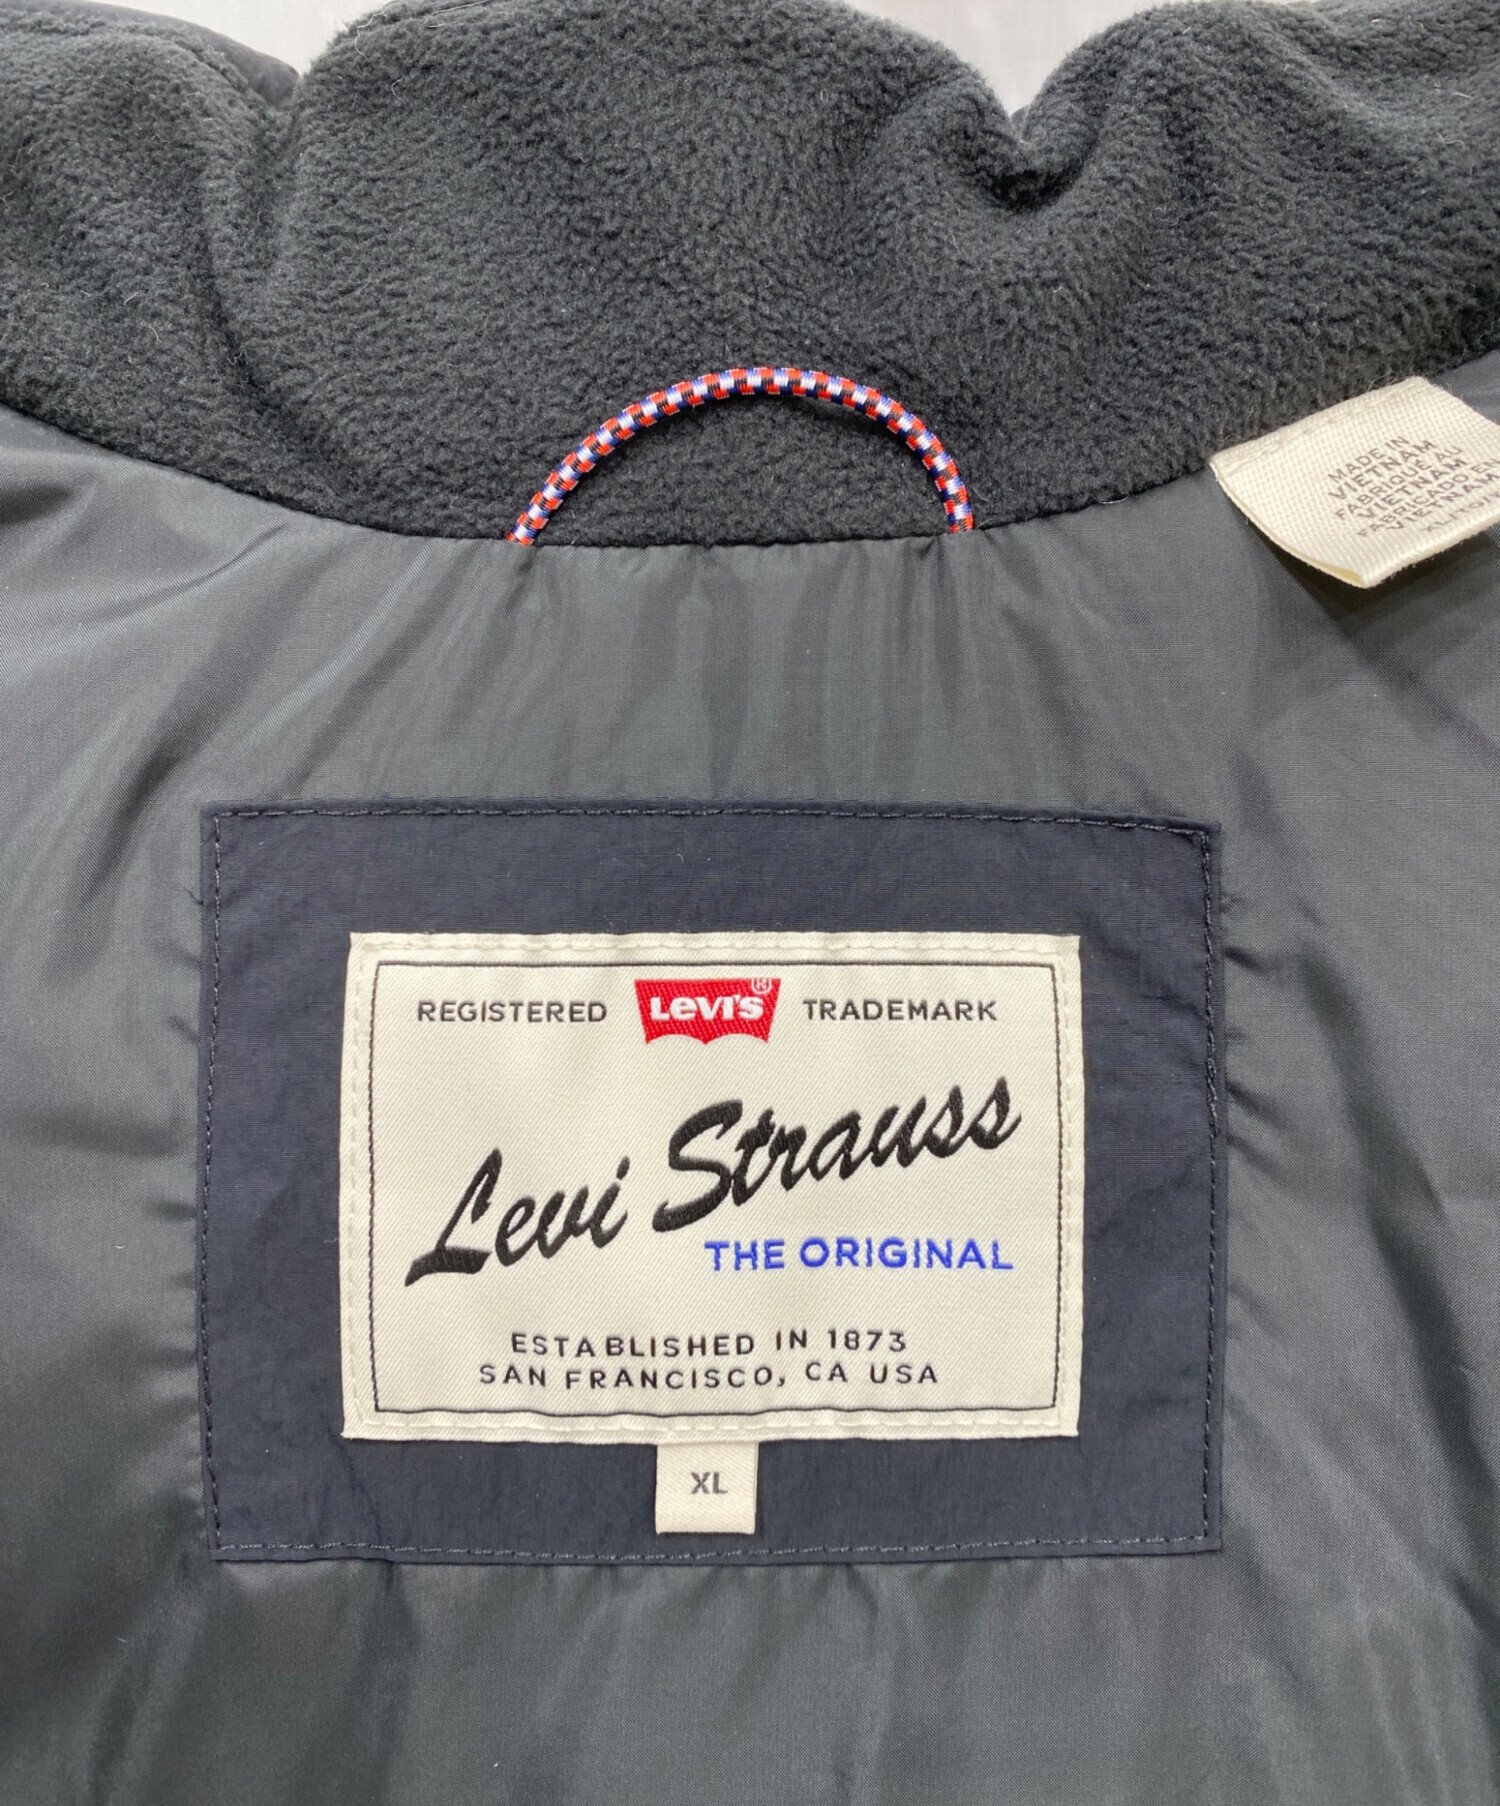 MADE IN
VIETNAM
FABRIQUÉ AU
VIETNAM
VIETNAM
REGISTERED LEVI'S® TRADEMARK
Levi Strauss
THE ORIGINAL
ESTABLISHED IN 1873
SAN FRANCISCO, CA USA
XL